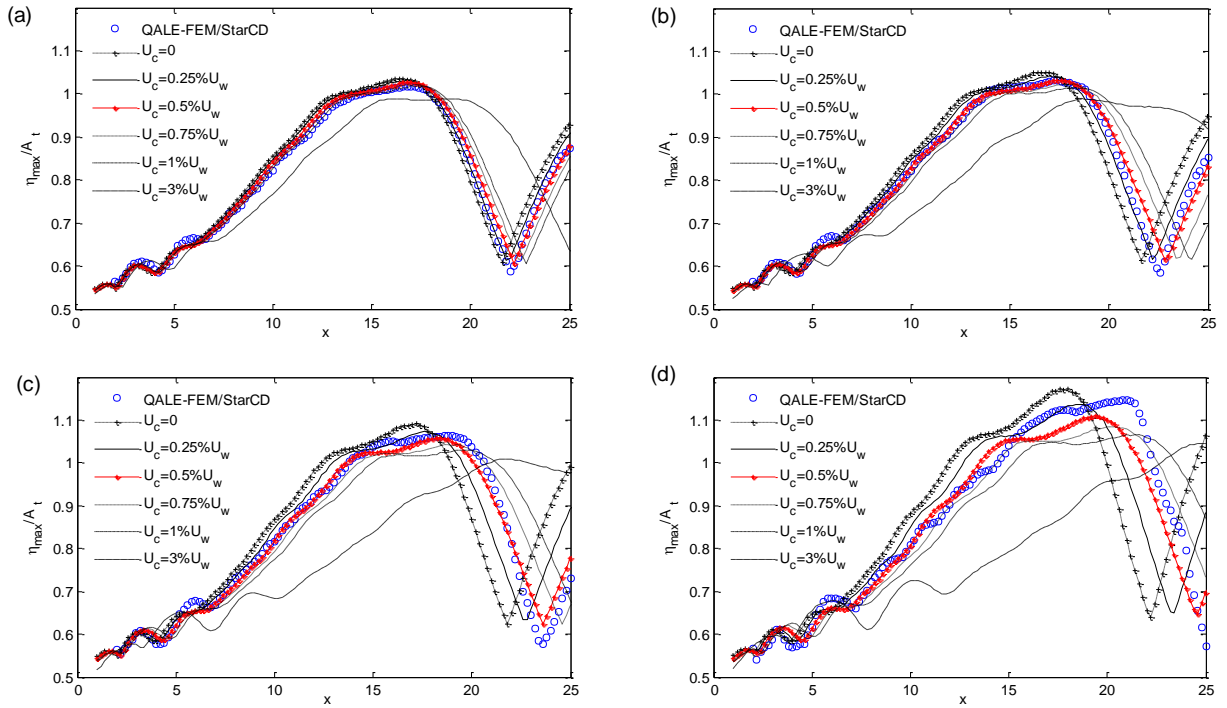 (a)
QALE-FEM/StarCD
U_c=0
U_c=0.25%U_w
U_c=0.5%U_w
U_c=0.75%U_w
U_c=1%U_w
U_c=3%U_w
η_max/A_t
1.1
1
0.9
0.8
0.7
0.6
0.5
0 5 10 15 20 25
x
(b)
QALE-FEM/StarCD
U_c=0
U_c=0.25%U_w
U_c=0.5%U_w
U_c=0.75%U_w
U_c=1%U_w
U_c=3%U_w
η_max/A_t
1.1
1
0.9
0.8
0.7
0.6
0.5
0 5 10 15 20 25
x
(c)
QALE-FEM/StarCD
U_c=0
U_c=0.25%U_w
U_c=0.5%U_w
U_c=0.75%U_w
U_c=1%U_w
U_c=3%U_w
η_max/A_t
1.1
1
0.9
0.8
0.7
0.6
0.5
0 5 10 15 20 25
x
(d)
QALE-FEM/StarCD
U_c=0
U_c=0.25%U_w
U_c=0.5%U_w
U_c=0.75%U_w
U_c=1%U_w
U_c=3%U_w
η_max/A_t
1.1
1
0.9
0.8
0.7
0.6
0.5
0 5 10 15 20 25
x